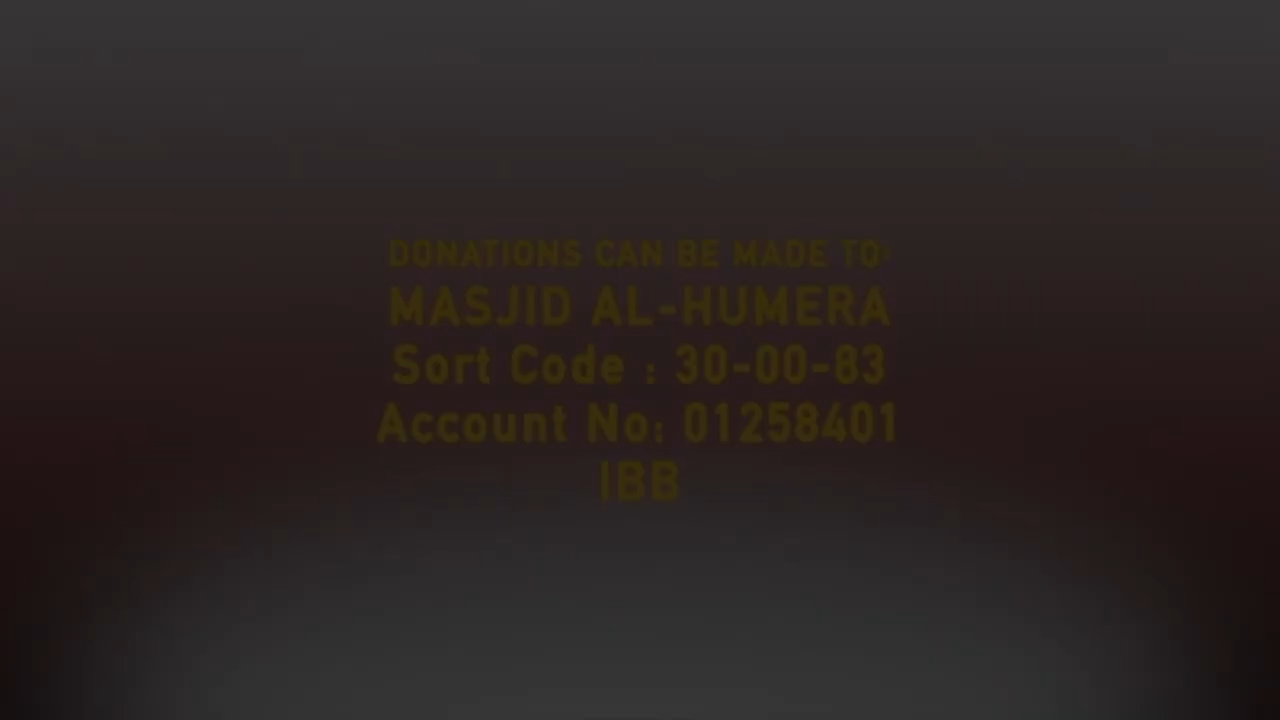 DONATIONS CAN BE MADE TO:
MASJID AL-HUMERA
Sort Code : 30-00-83
Account No: 01258401
IBB